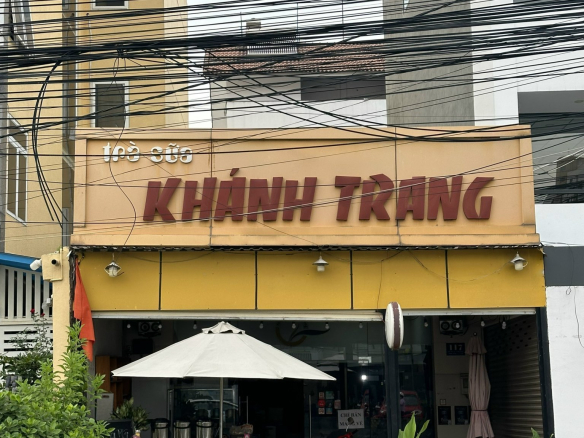 trà sữa
KHÁNH TRANG